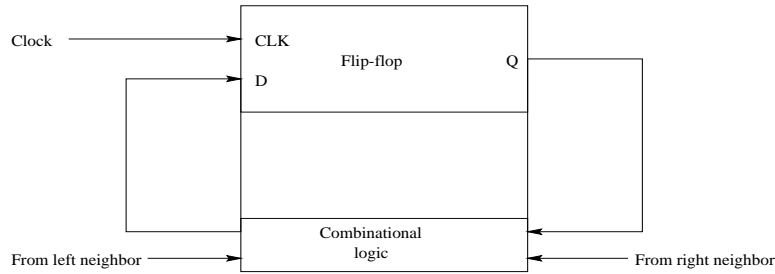 Clock
CLK
Flip-flop
Q
D
Combinational
logic
From left neighbor
From right neighbor